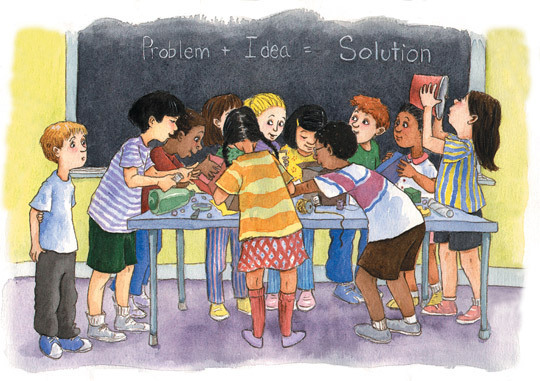 Problem + Idea = Solution